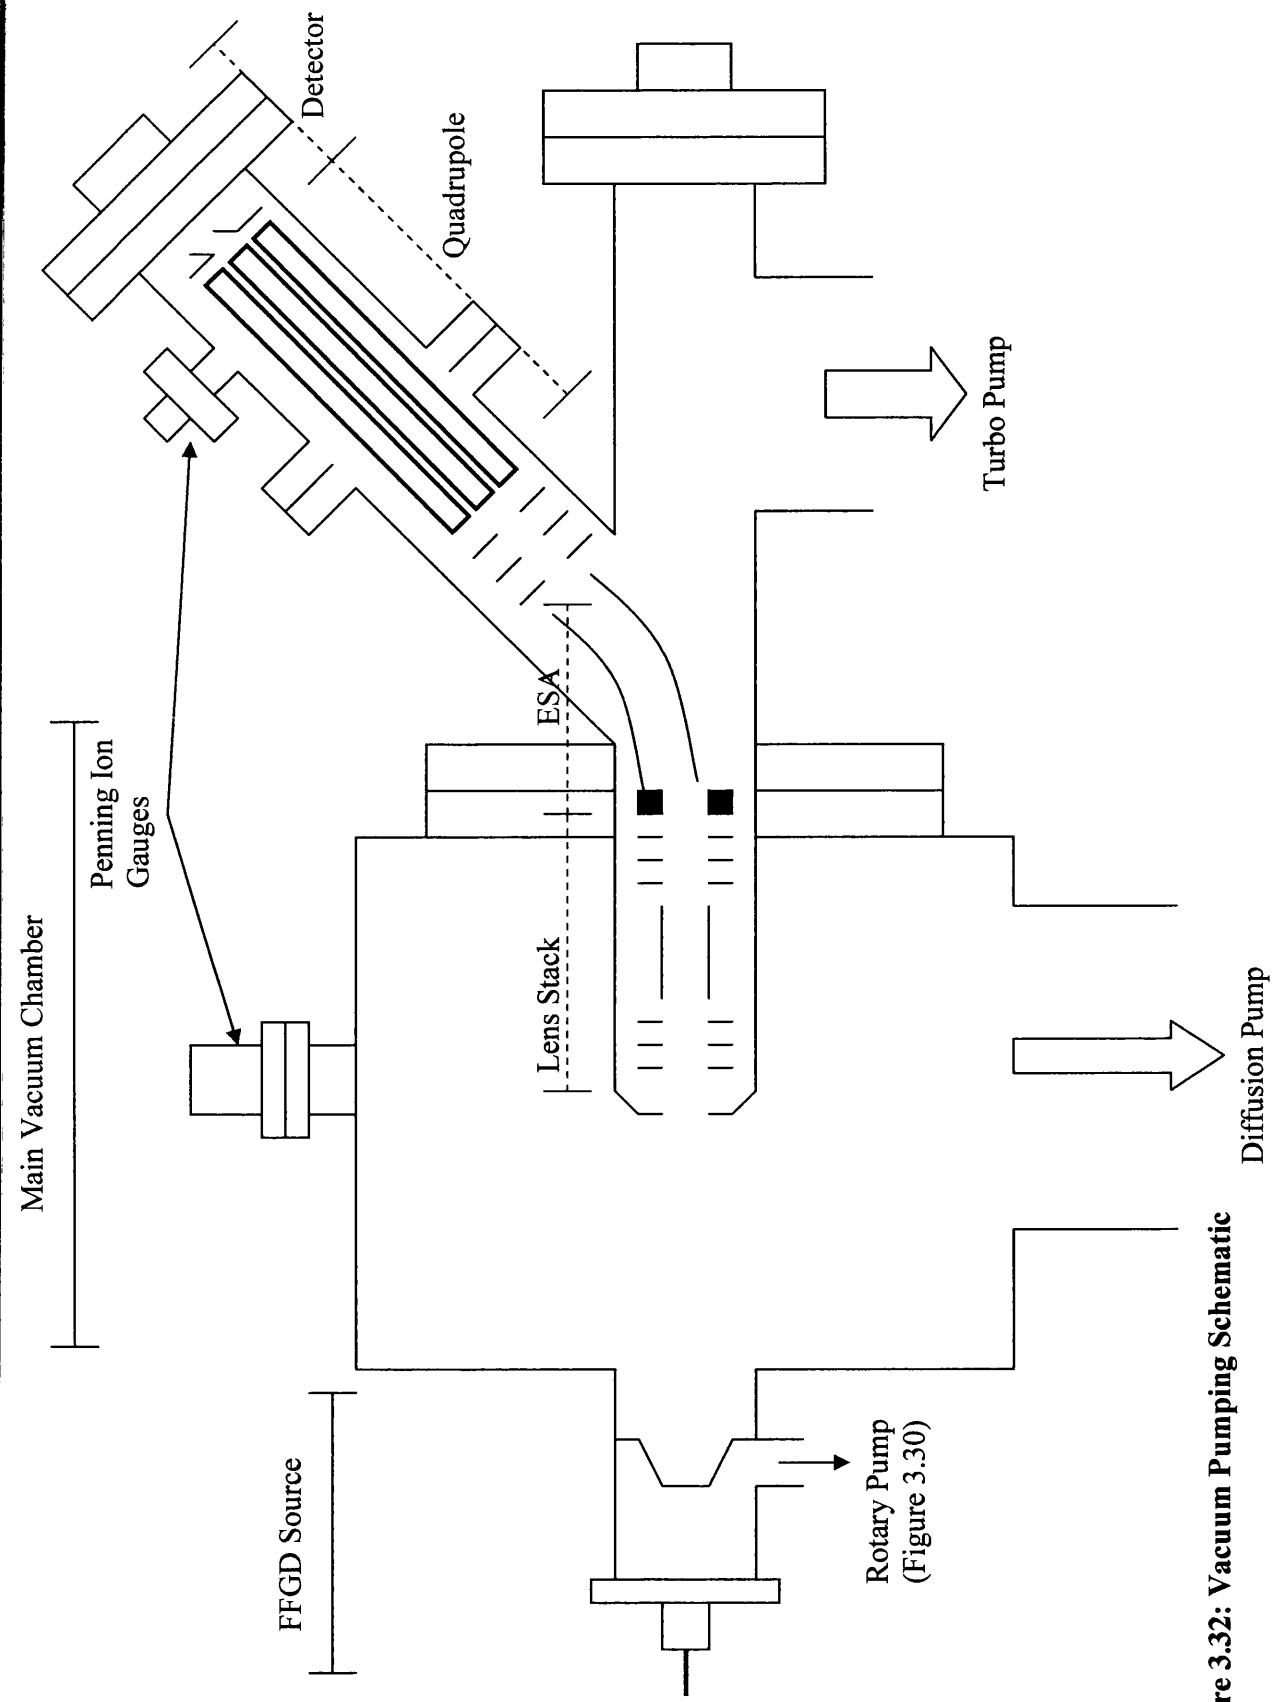 Main Vacuum Chamber
Penning Ion
Gauges
FFGD Source
Detector
Quadrupole
ESA
Lens Stack
Turbo Pump
Rotary Pump
(Figure 3.30)
Diffusion Pump
re 3.32: Vacuum Pumping Schematic